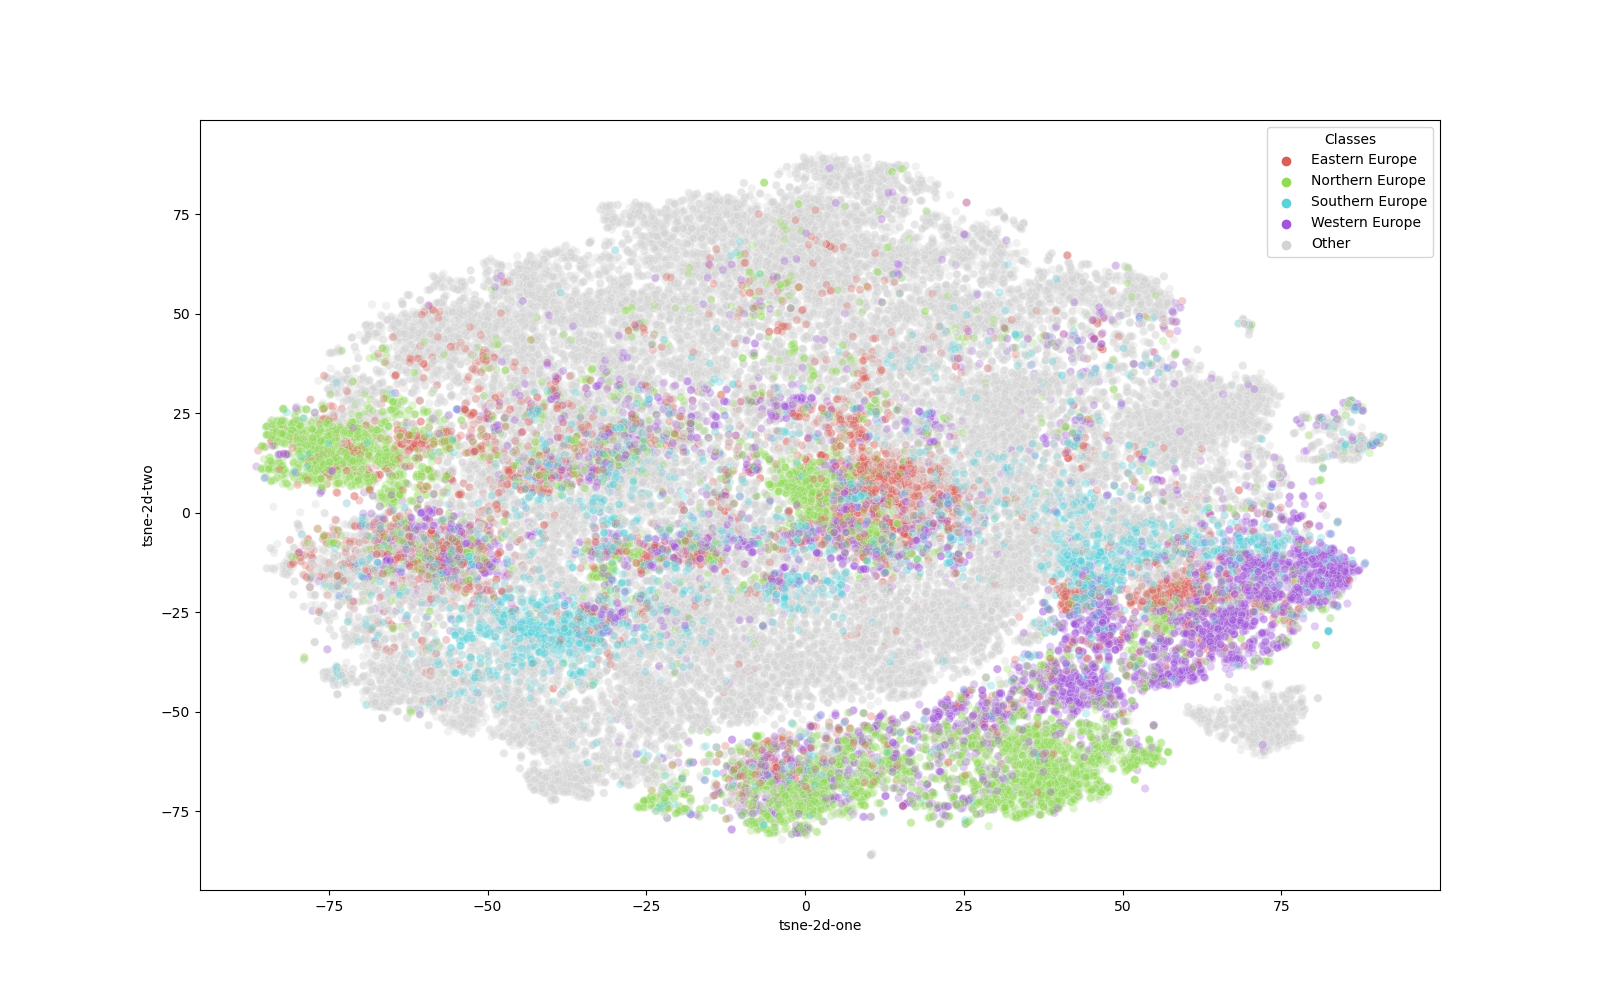 Classes
Eastern Europe
Northern Europe
Southern Europe
Western Europe
Other
75
50
25
0
−25
−50
−75
tsne-2d-two
−75
−50
−25
0
25
50
75
tsne-2d-one